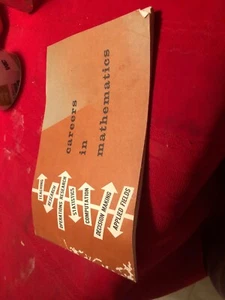 careers
in
mathematics
TEACHING
RESEARCH
OPERATIONS RESEARCH
STATISTICS
COMPUTATION
DECISION MAKING
APPLIED FIELDS